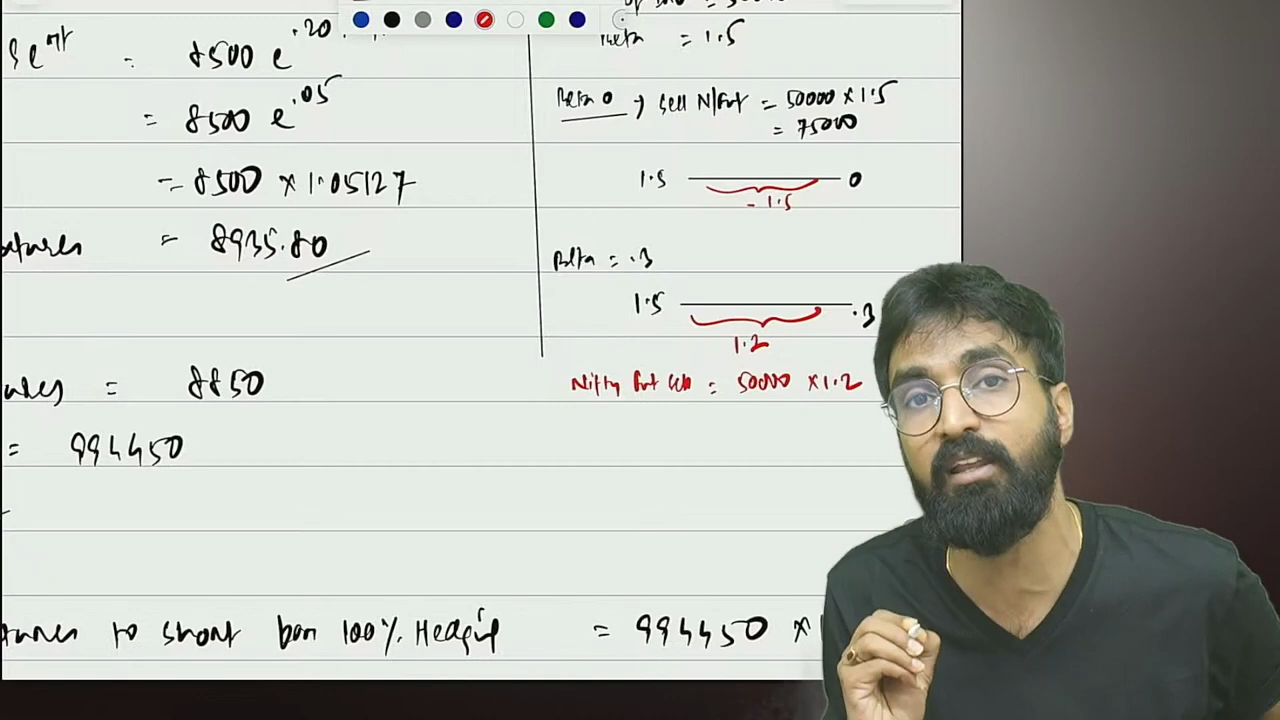 = 8500 e^.20
= 8500 e^.05
= 8500 × 1.05127
= 8935.80
= 8850
= 994450
to short 100% Hedging = 994450 ×
Beta = 1.5
Beta 0 → Sell N/Fut = 50000 × 1.5
= 75000
1.5 0
- 1.5
Beta = .3
1.5 .3
1.2
Nifty Fut = 50000 × 1.2